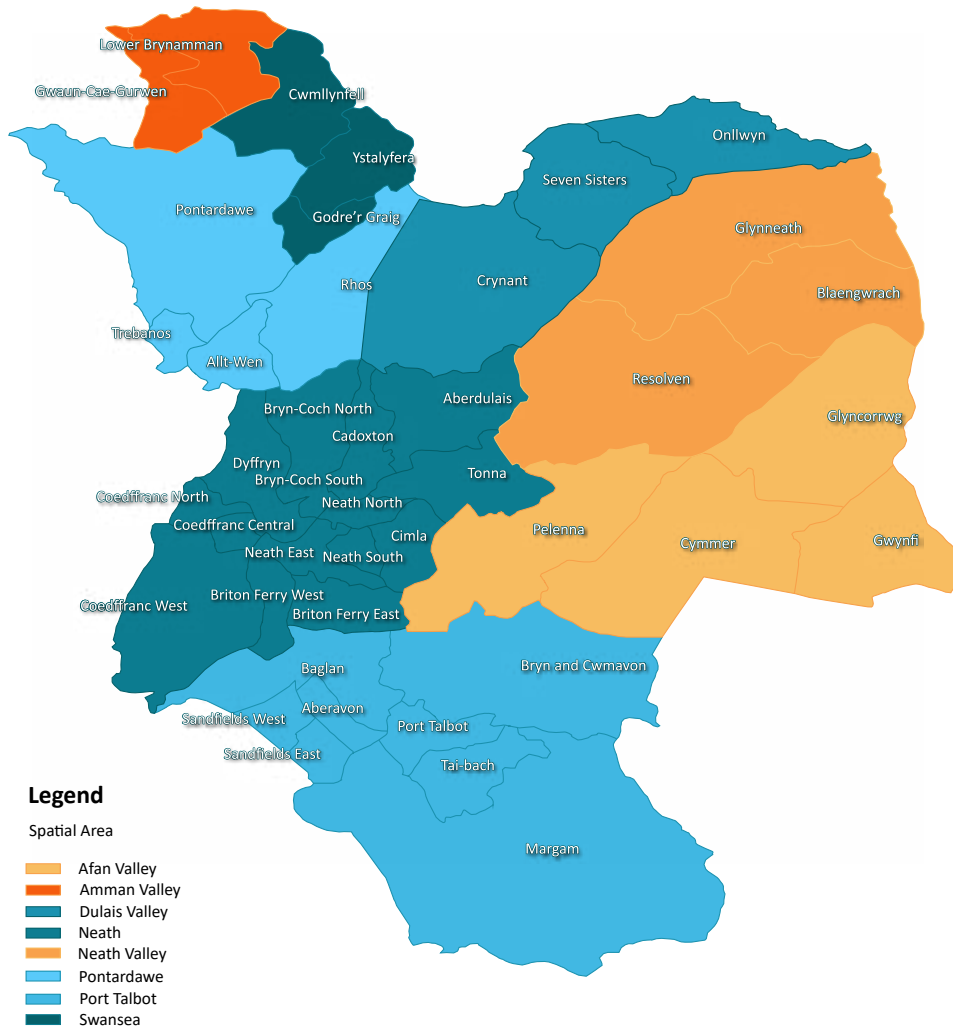 Lower Brynamman
Gwaun-Cae-Gurwen
Cwmllynfell
Onllwyn
Ystalyfera
Seven Sisters
Pontardawe
Godre’r Graig
Glynneath
Rhos
Crynant
Blaengwrach
Trebanos
Allt-Wen
Resolven
Aberdulais
Bryn-Coch North
Glyncorrwg
Cadoxton
Dyffryn
Bryn-Coch South
Tonna
Coedffranc North
Neath North
Coedffranc Central
Cimla
Pelenna
Gwynfi
Cymmer
Neath East
Neath South
Briton Ferry West
Coedffranc West
Briton Ferry East
Baglan
Bryn and Cwmavon
Aberavon
Sandfields West
Port Talbot
Sandfields East
Tai-bach
Margam
Legend
Spatial Area
Afan Valley
Amman Valley
Dulais Valley
Neath
Neath Valley
Pontardawe
Port Talbot
Swansea